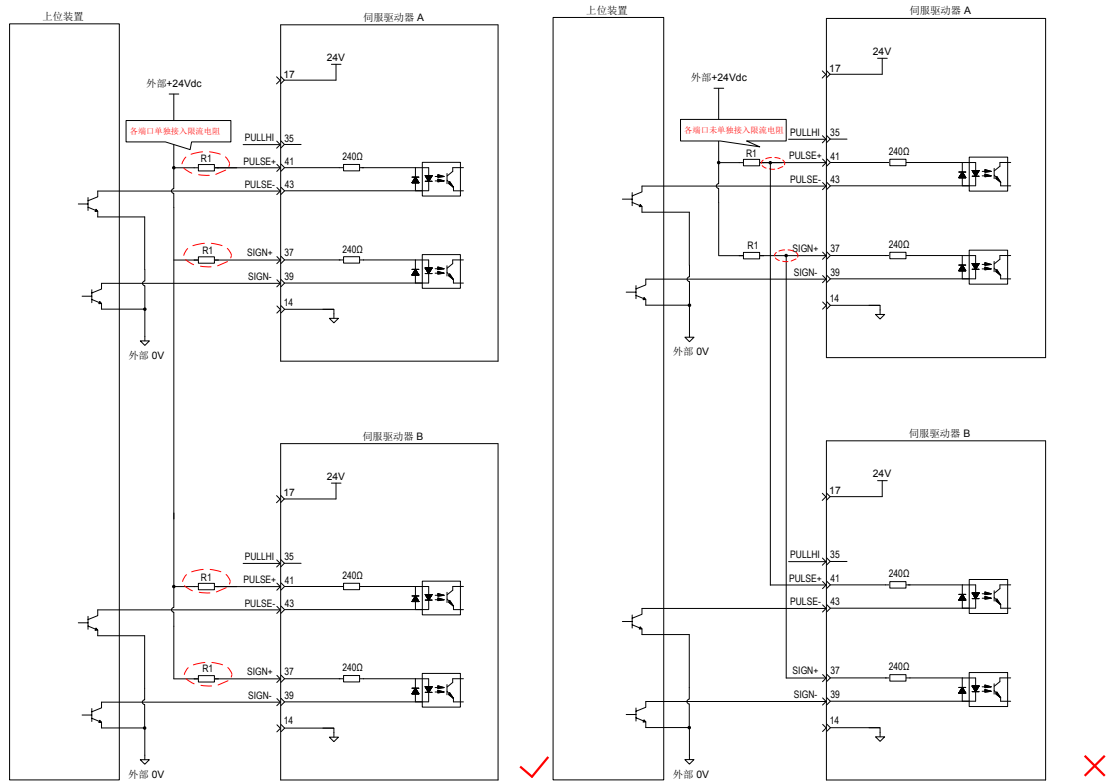 上位装置
伺服驱动器 A
24V
17
外部+24Vdc
各端口单独接入限流电阻
PULLHI
35
R1
PULSE+
41
240Ω
PULSE-
43
R1
SIGN+
37
240Ω
SIGN-
39
14
外部 0V
伺服驱动器 B
24V
17
PULLHI
35
R1
PULSE+
41
240Ω
PULSE-
43
R1
SIGN+
37
240Ω
SIGN-
39
14
外部 0V
上位装置
伺服驱动器 A
24V
17
外部+24Vdc
各端口未单独接入限流电阻
PULLHI
35
R1
PULSE+
41
240Ω
PULSE-
43
R1
SIGN+
37
240Ω
SIGN-
39
14
外部 0V
伺服驱动器 B
24V
17
PULLHI
35
PULSE+
41
240Ω
PULSE-
43
SIGN+
37
240Ω
SIGN-
39
14
外部 0V